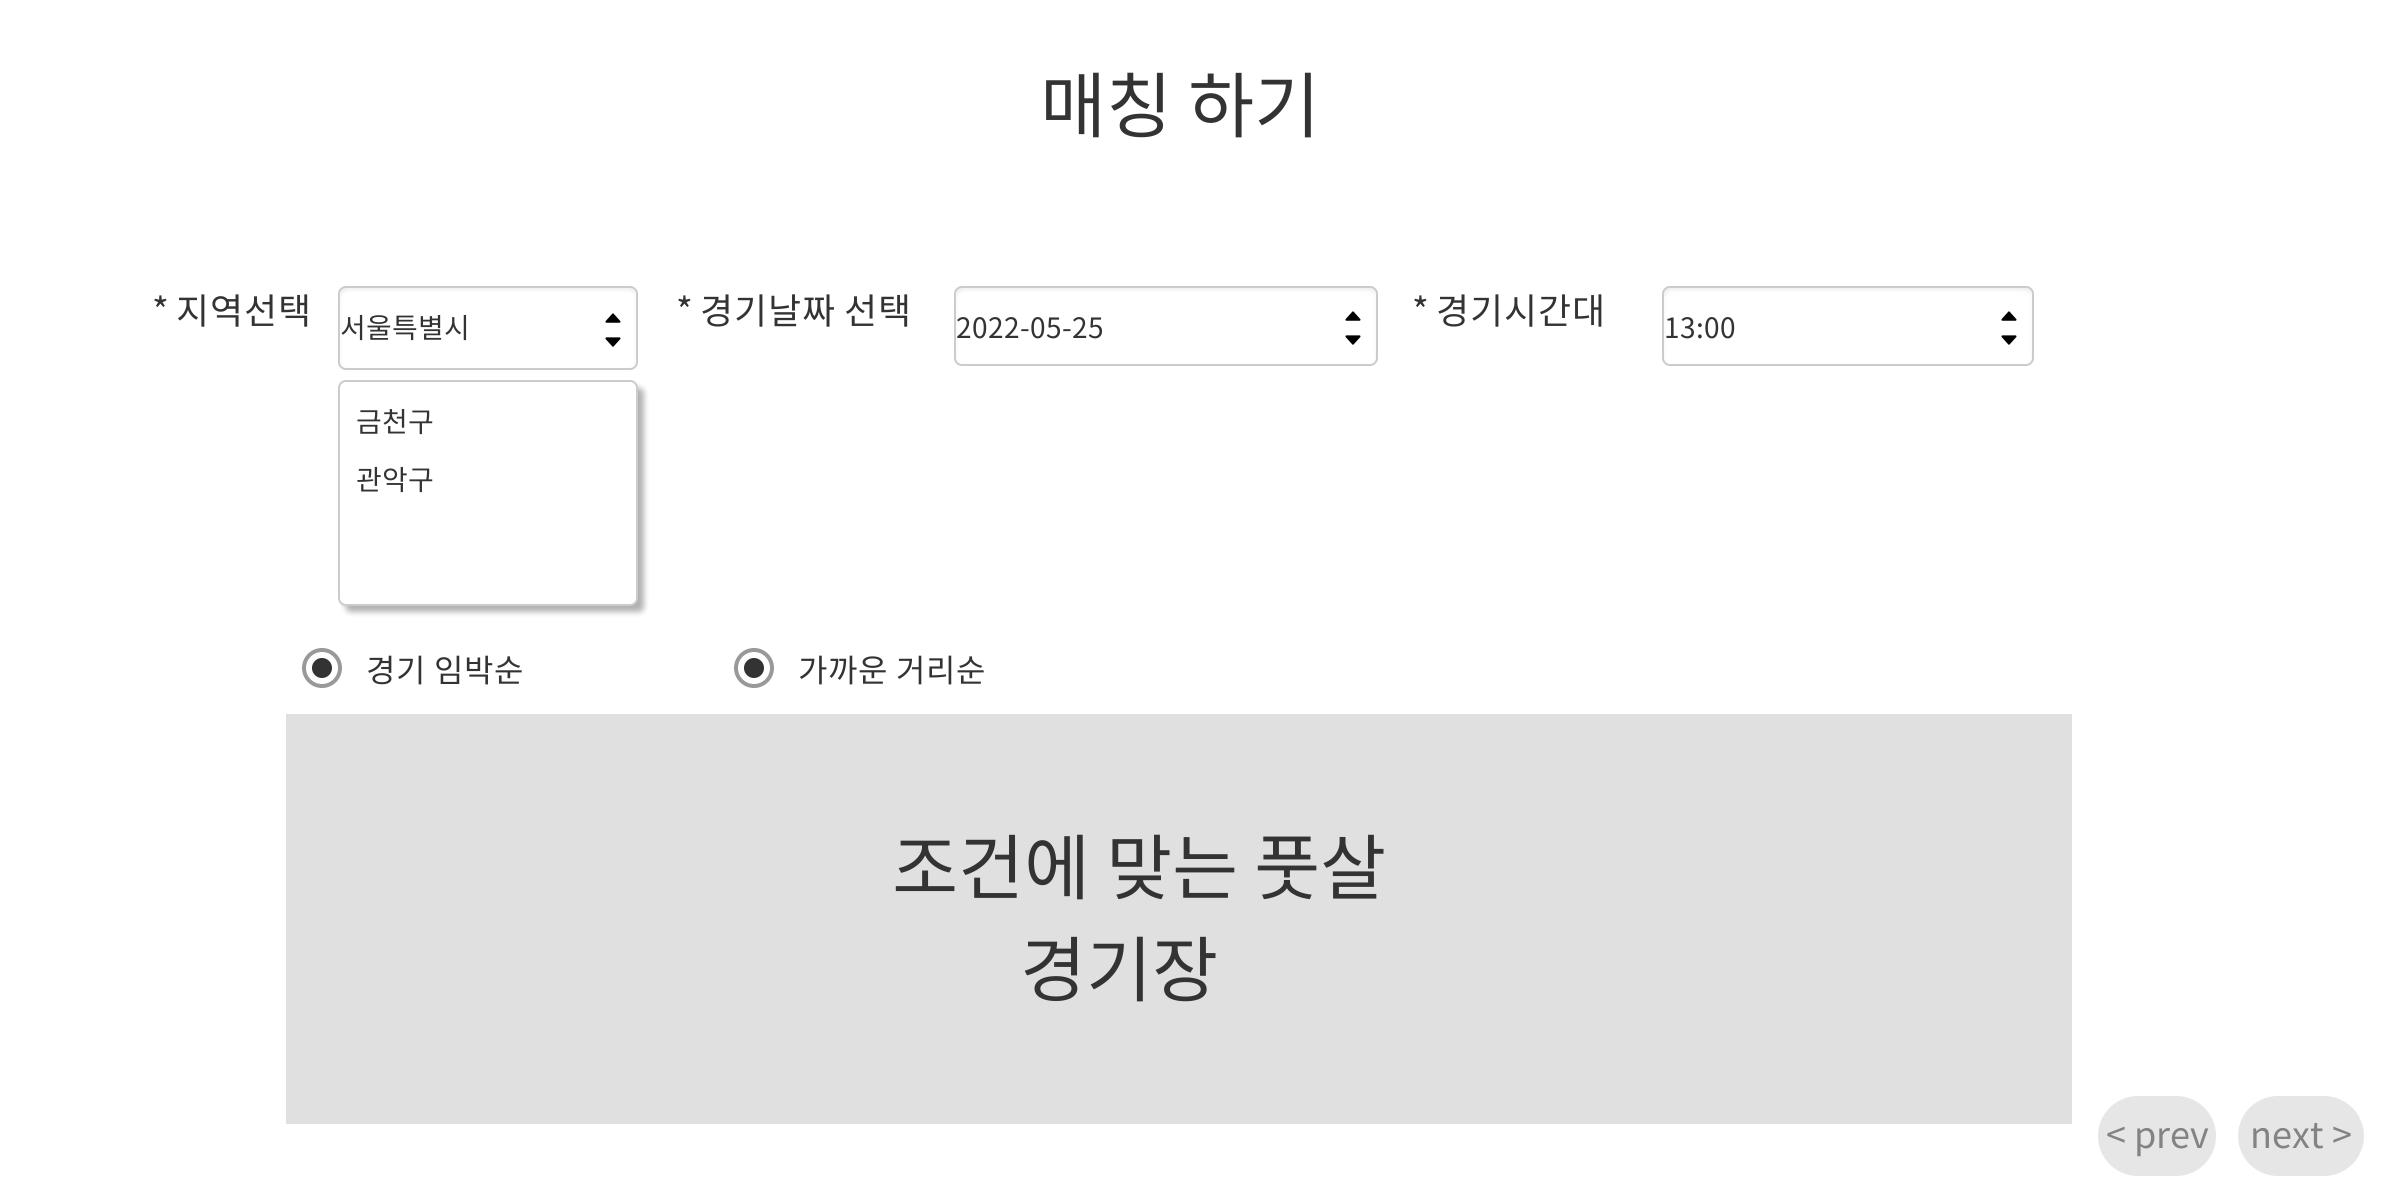 매칭 하기
* 지역선택 서울특별시 * 경기날짜 선택 2022-05-25 * 경기시간대 13:00
금천구
관악구
경기 임박순 가까운 거리순
조건에 맞는 풋살
경기장
< prev next >